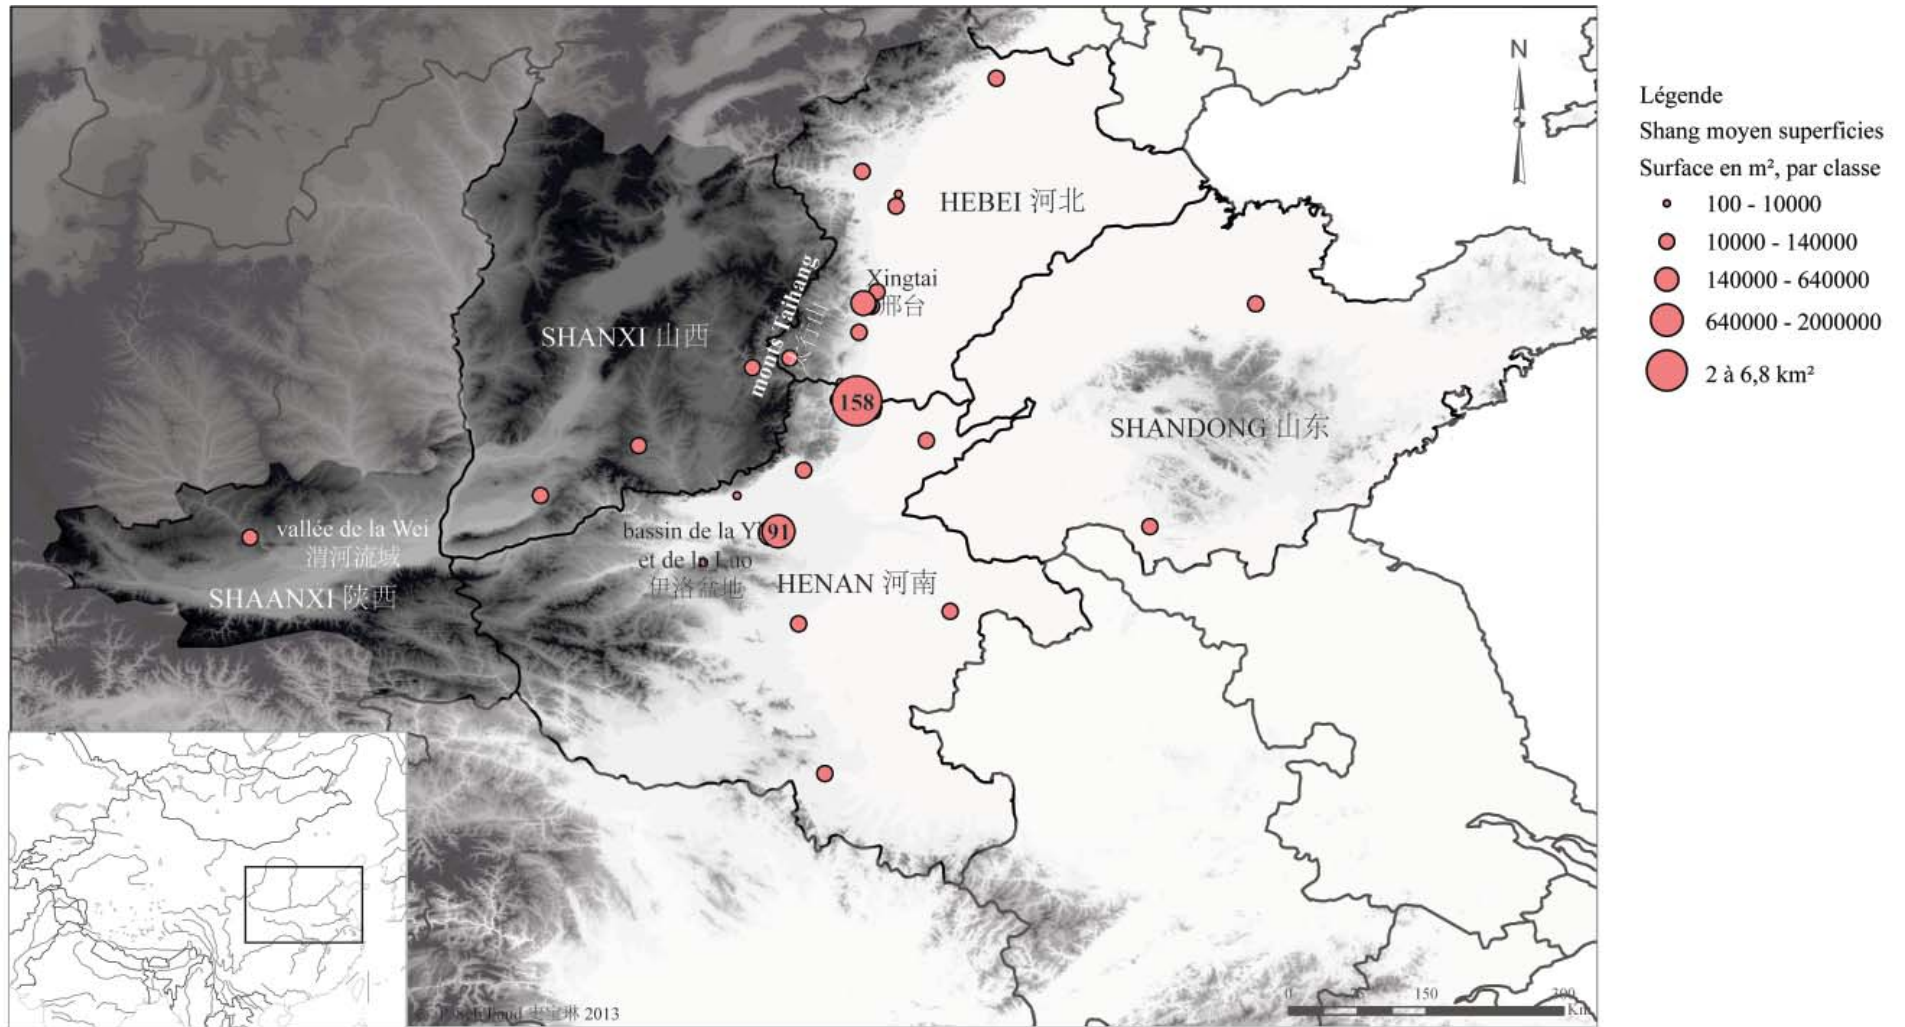 N
Légende
Shang moyen superficies
Surface en m², par classe
100 - 10000
10000 - 140000
140000 - 640000
640000 - 2000000
2 à 6,8 km²
HEBEI 河北
Xingtai
邢台
monts Taihang
太行山
SHANXI 山西
158
SHANDONG 山东
vallée de la Wei
渭河流域
SHAANXI 陕西
bassin de la Y
91
et de la Luo
伊洛盆地
HENAN 河南
0
150
300
Km
2013